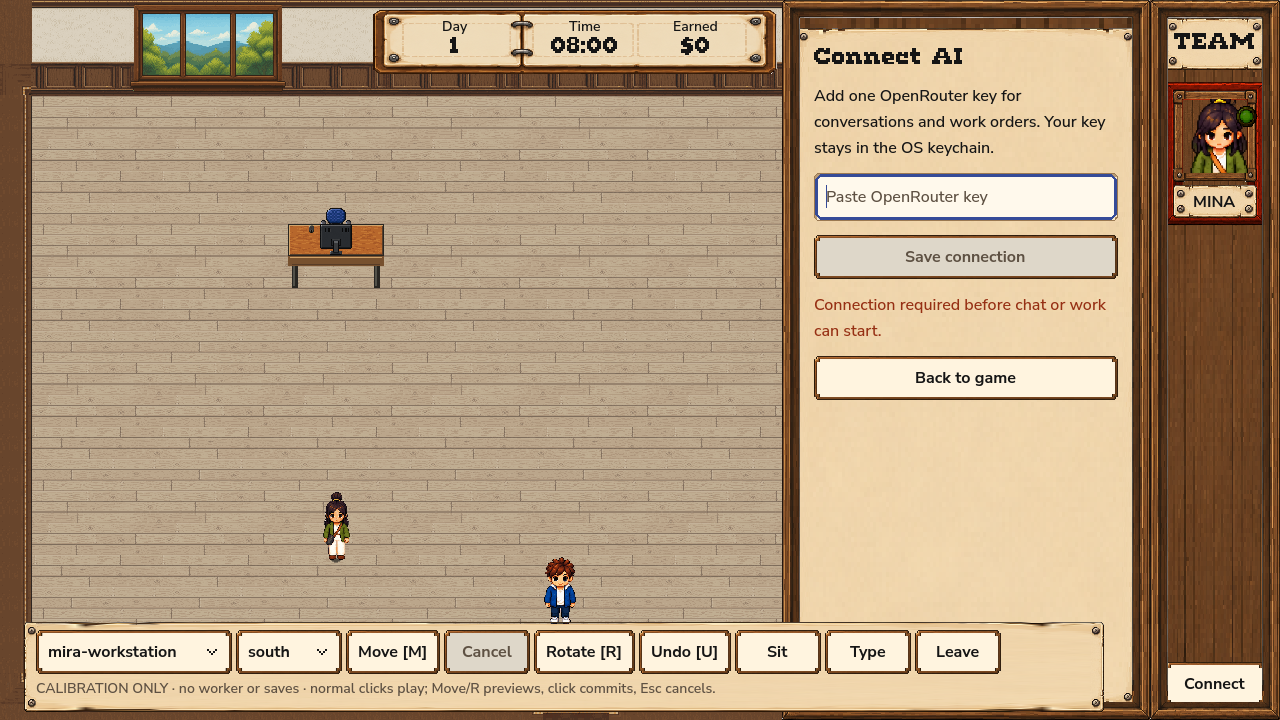 Day
1
Time
08:00
Earned
$0
Connect AI
Add one OpenRouter key for
conversations and work orders. Your key
stays in the OS keychain.
Paste OpenRouter key
Save connection
Connection required before chat or work
can start.
Back to game
TEAM
MINA
Connect
mira-workstation
south
Move [M]
Cancel
Rotate [R]
Undo [U]
Sit
Type
Leave
CALIBRATION ONLY · no worker or saves · normal clicks play; Move/R previews, click commits, Esc cancels.